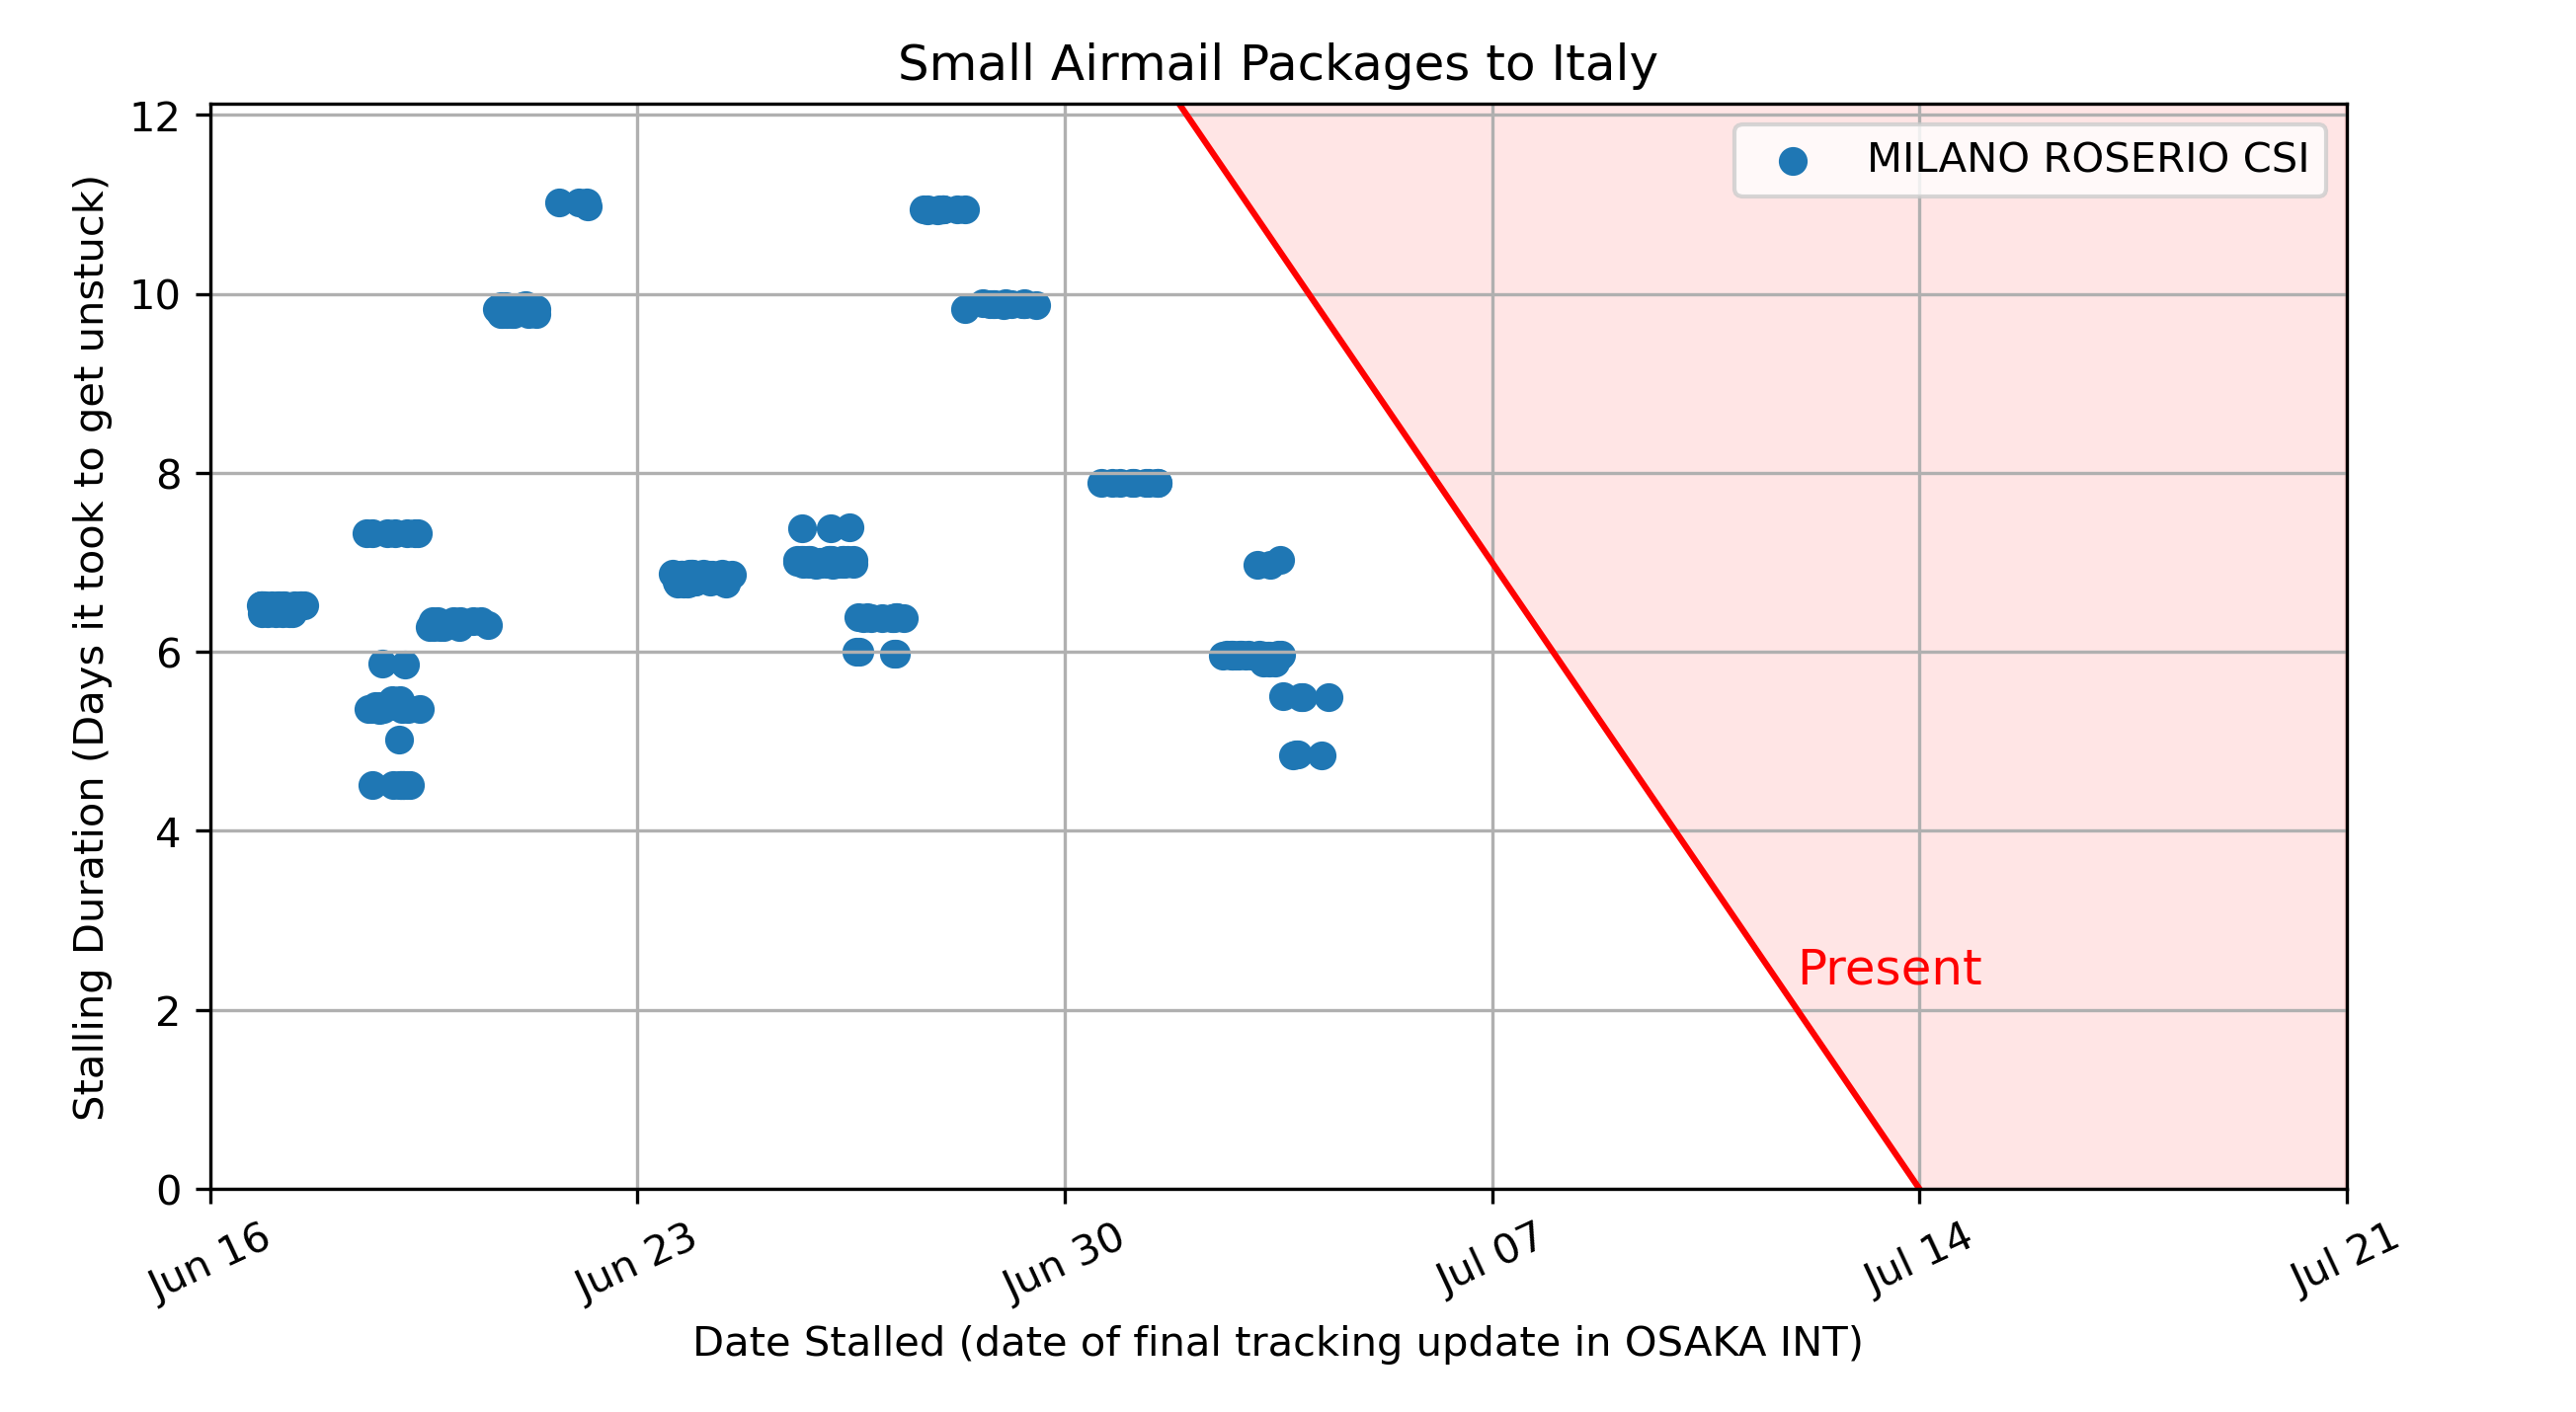 Small Airmail Packages to Italy
12
10
8
6
4
2
0
Stalling Duration (Days it took to get unstuck)
MILANO ROSERIO CSI
Present
Jun 16
Jun 23
Jun 30
Jul 07
Jul 14
Jul 21
Date Stalled (date of final tracking update in OSAKA INT)